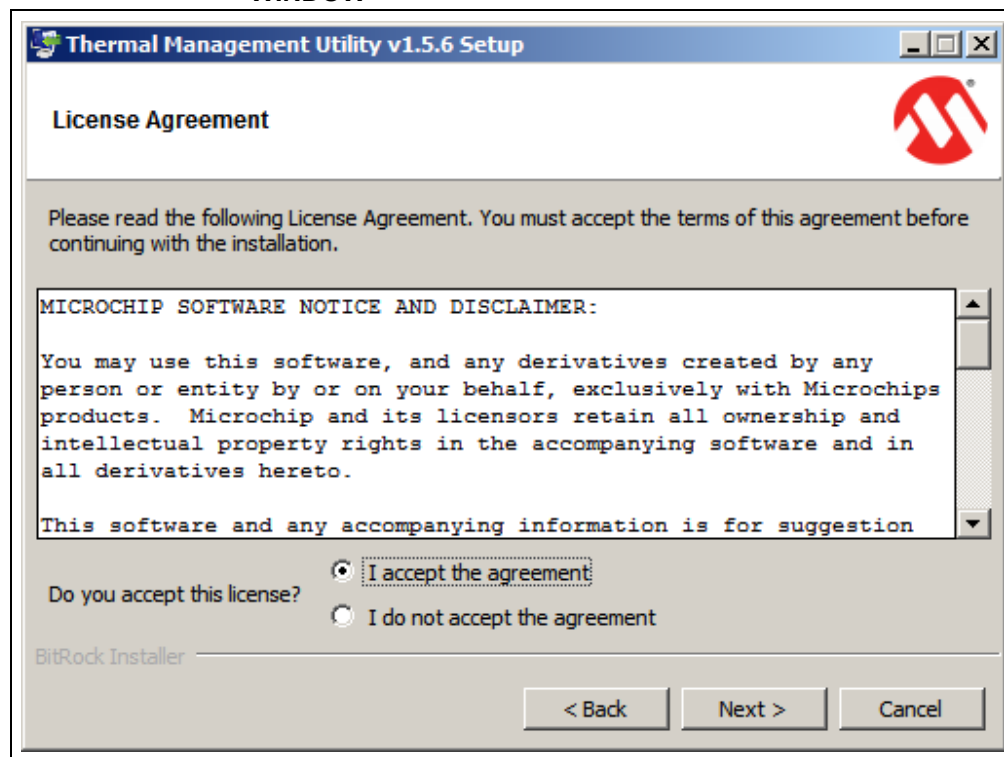 WINDOW
Thermal Management Utility v1.5.6 Setup
License Agreement
Please read the following License Agreement. You must accept the terms of this agreement before
continuing with the installation.
MICROCHIP SOFTWARE NOTICE AND DISCLAIMER:
You may use this software, and any derivatives created by any
person or entity by or on your behalf, exclusively with Microchips
products.  Microchip and its licensors retain all ownership and
intellectual property rights in the accompanying software and in
all derivatives hereto.
This software and any accompanying information is for suggestion
Do you accept this license?
I accept the agreement
I do not accept the agreement
BitRock Installer
< Back Next > Cancel